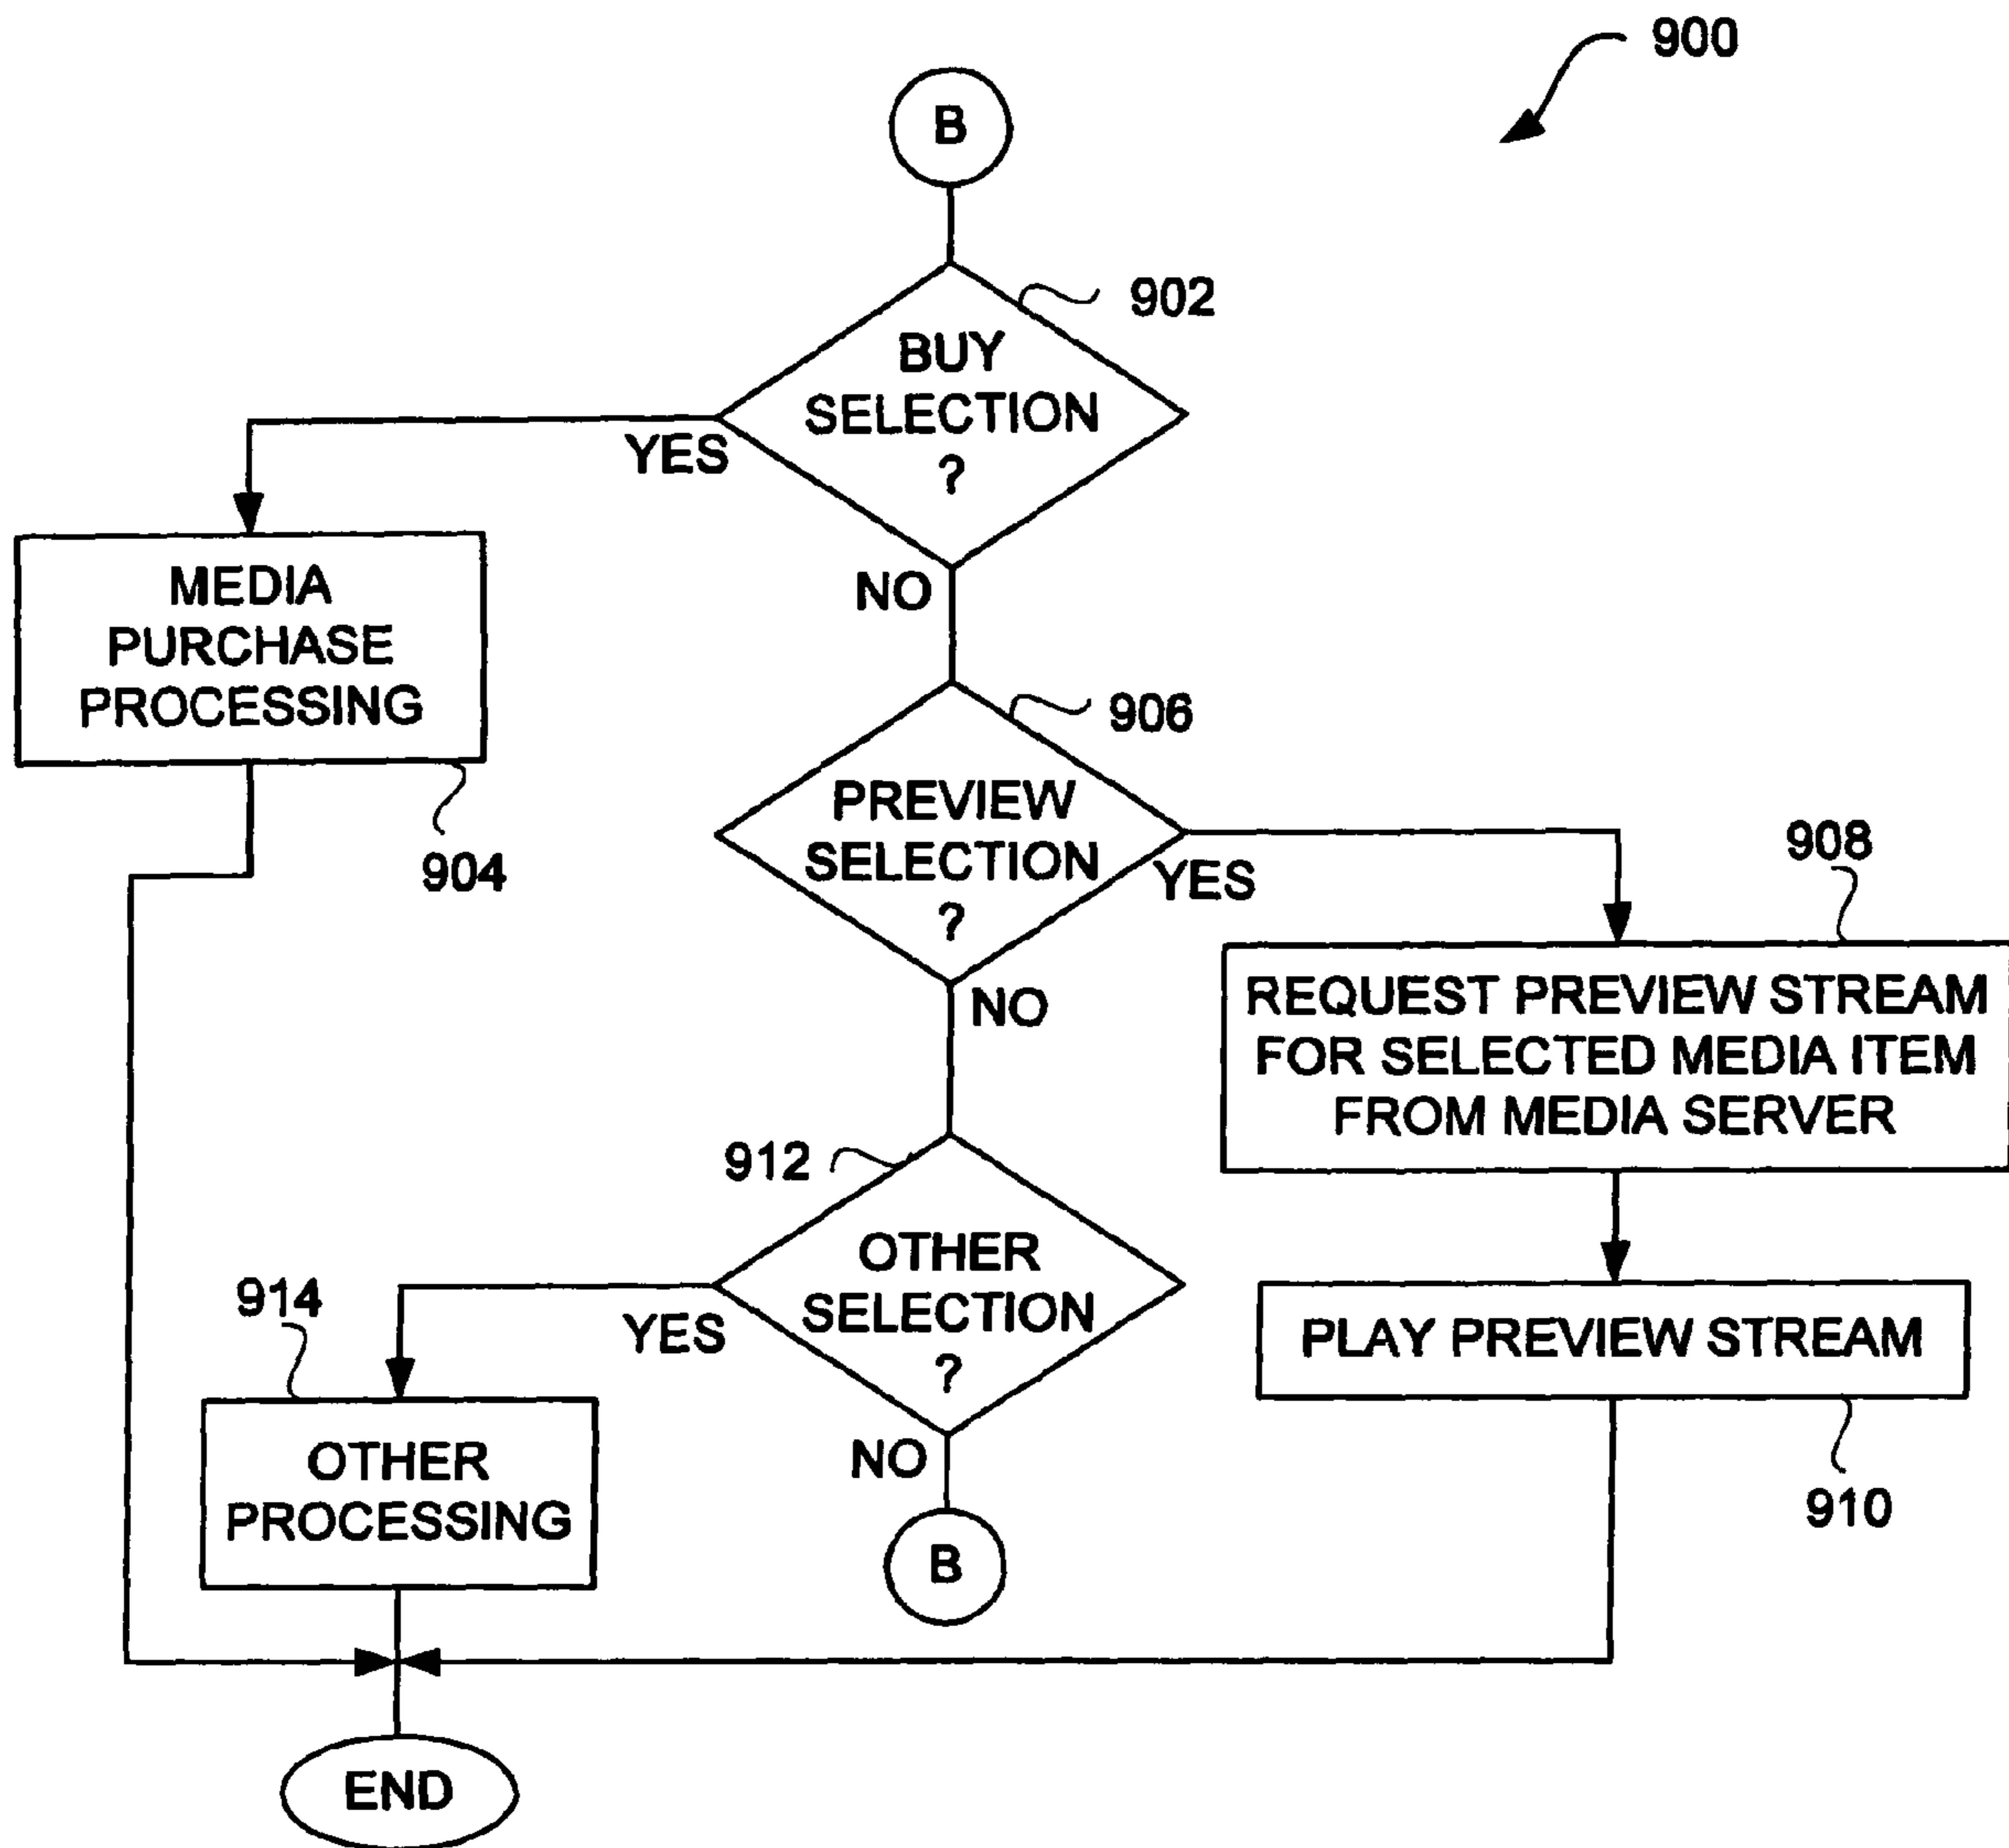 900
B
902
BUY
SELECTION
?
YES
NO
MEDIA
PURCHASE
PROCESSING
904
906
PREVIEW
SELECTION
?
YES
NO
908
REQUEST PREVIEW STREAM
FOR SELECTED MEDIA ITEM
FROM MEDIA SERVER
912
OTHER
SELECTION
?
YES
NO
914
OTHER
PROCESSING
PLAY PREVIEW STREAM
910
B
END